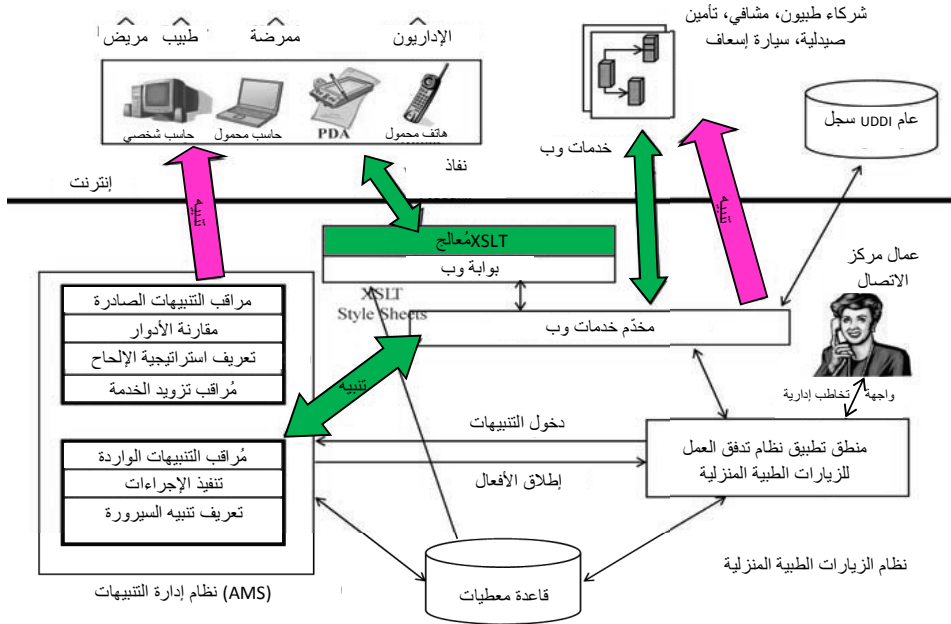 شركاء طبيون، مشافي، تأمين
صيدلية، سيارة إسعاف
الإداريون
ممرضة
طبيب
مريض
هاتف محمول
PDA
حاسب محمول
حاسب شخصي
عام UDDI سجل
خدمات وب
نفاذ
إنترنت
تنبيه
تنبيه
مُعالجXSLT
بوابة وب
XSLT
Style Sheets
مخدّم خدمات وب
عمال مركز
الاتصال
واجهة تخاطب إدارية
مراقب التنبيهات الصادرة
مقارنة الأدوار
تعريف استراتيجية الإلحاح
مُراقب تزويد الخدمة
تنبيه
دخول التنبيهات
إطلاق الأفعال
منطق تطبيق نظام تدفق العمل
للزيارات الطبية المنزلية
مُراقب التنبيهات الواردة
تنفيذ الإجراءات
تعريف تنبيه السيرورة
نظام الزيارات الطبية المنزلية
قاعدة معطيات
(AMS) نظام إدارة التنبيهات